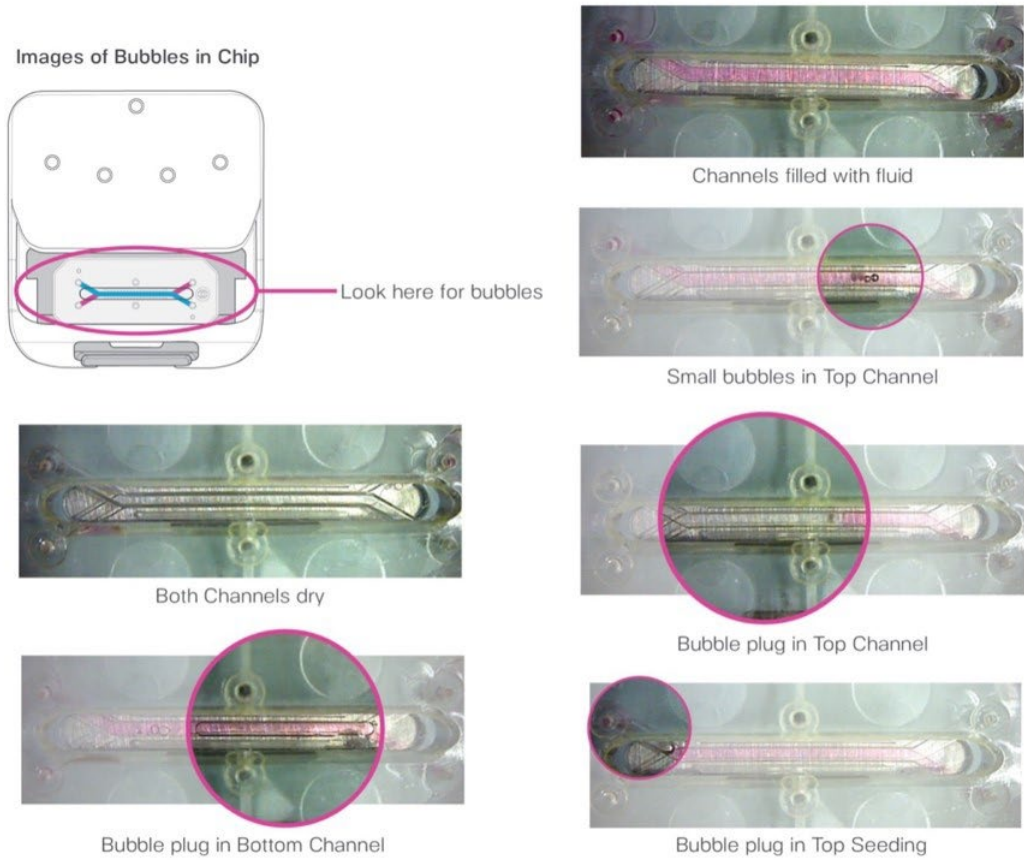 Images of Bubbles in Chip
Look here for bubbles
Both Channels dry
Bubble plug in Bottom Channel
Channels filled with fluid
Small bubbles in Top Channel
Bubble plug in Top Channel
Bubble plug in Top Seeding